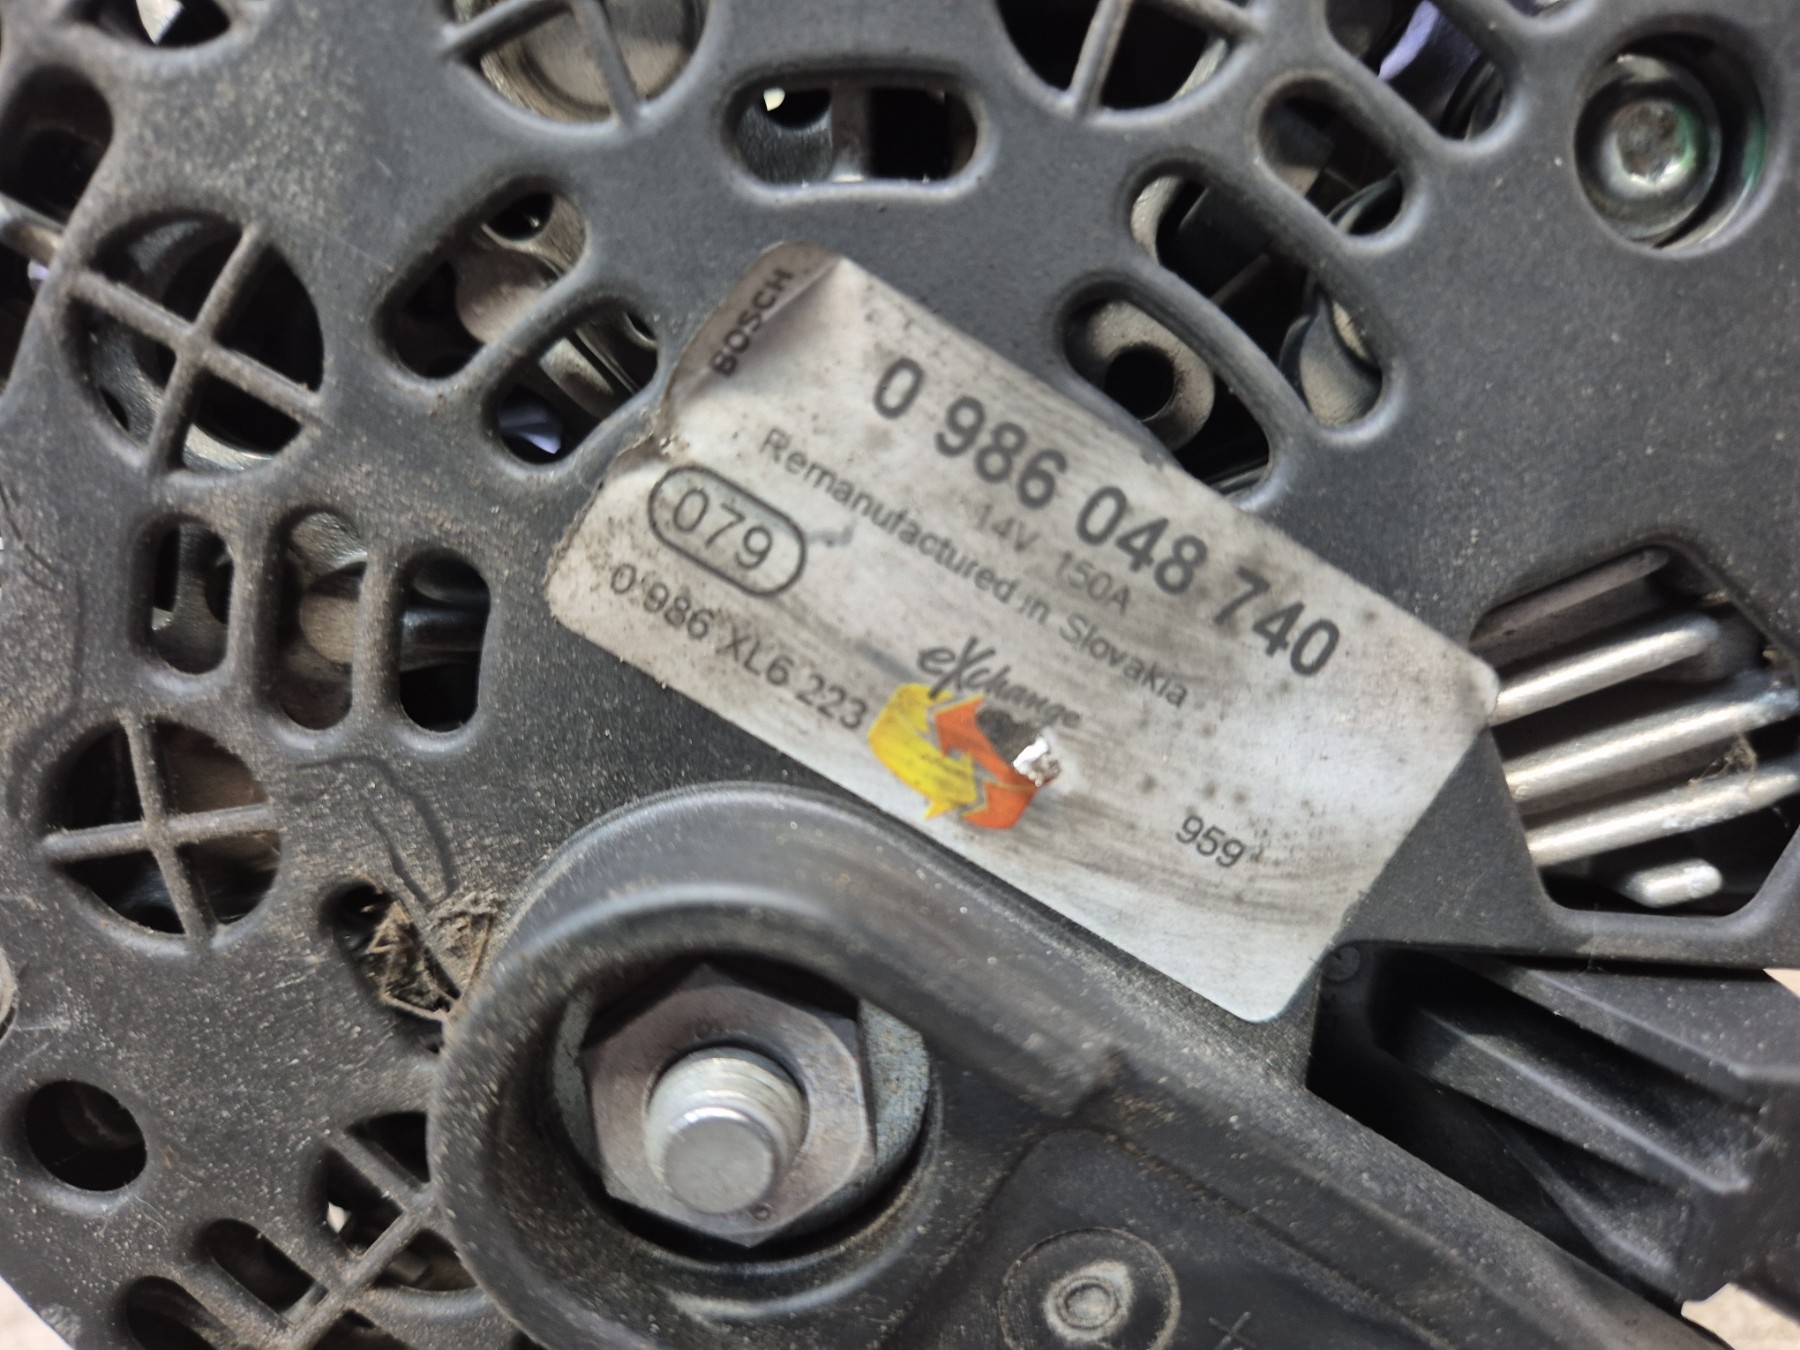 BOSCH
0 986 048 740
14V 150A
Remanufactured in Slovakia
079
0 986 XL6 223
eXchange
959